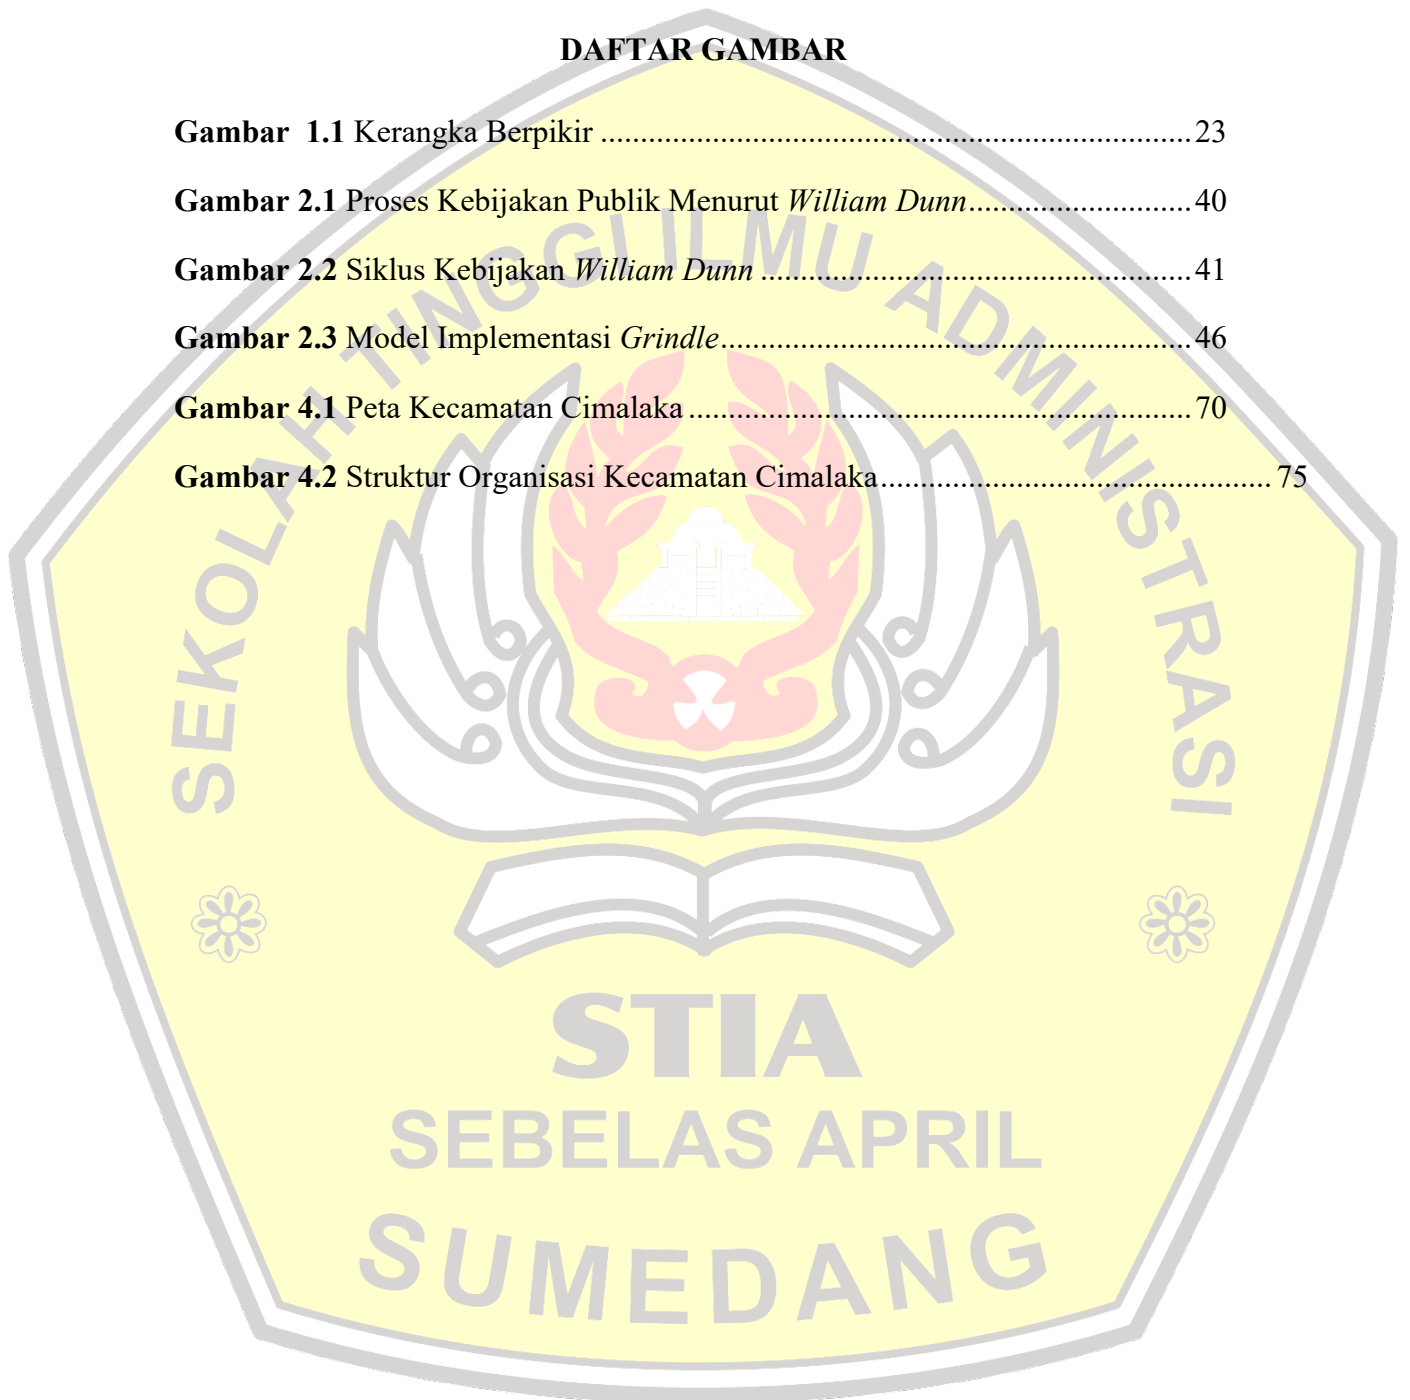 DAFTAR GAMBAR
Gambar  1.1 Kerangka Berpikir ........................................................................ 23
Gambar 2.1 Proses Kebijakan Publik Menurut William Dunn........................... 40
Gambar 2.2 Siklus Kebijakan William Dunn .................................................... 41
Gambar 2.3 Model Implementasi Grindle......................................................... 46
Gambar 4.1 Peta Kecamatan Cimalaka ............................................................. 70
Gambar 4.2 Struktur Organisasi Kecamatan Cimalaka............................................... 75
SEKOLAH TINGGI ILMU ADMINISTRASI
STIA
SEBELAS APRIL
SUMEDANG